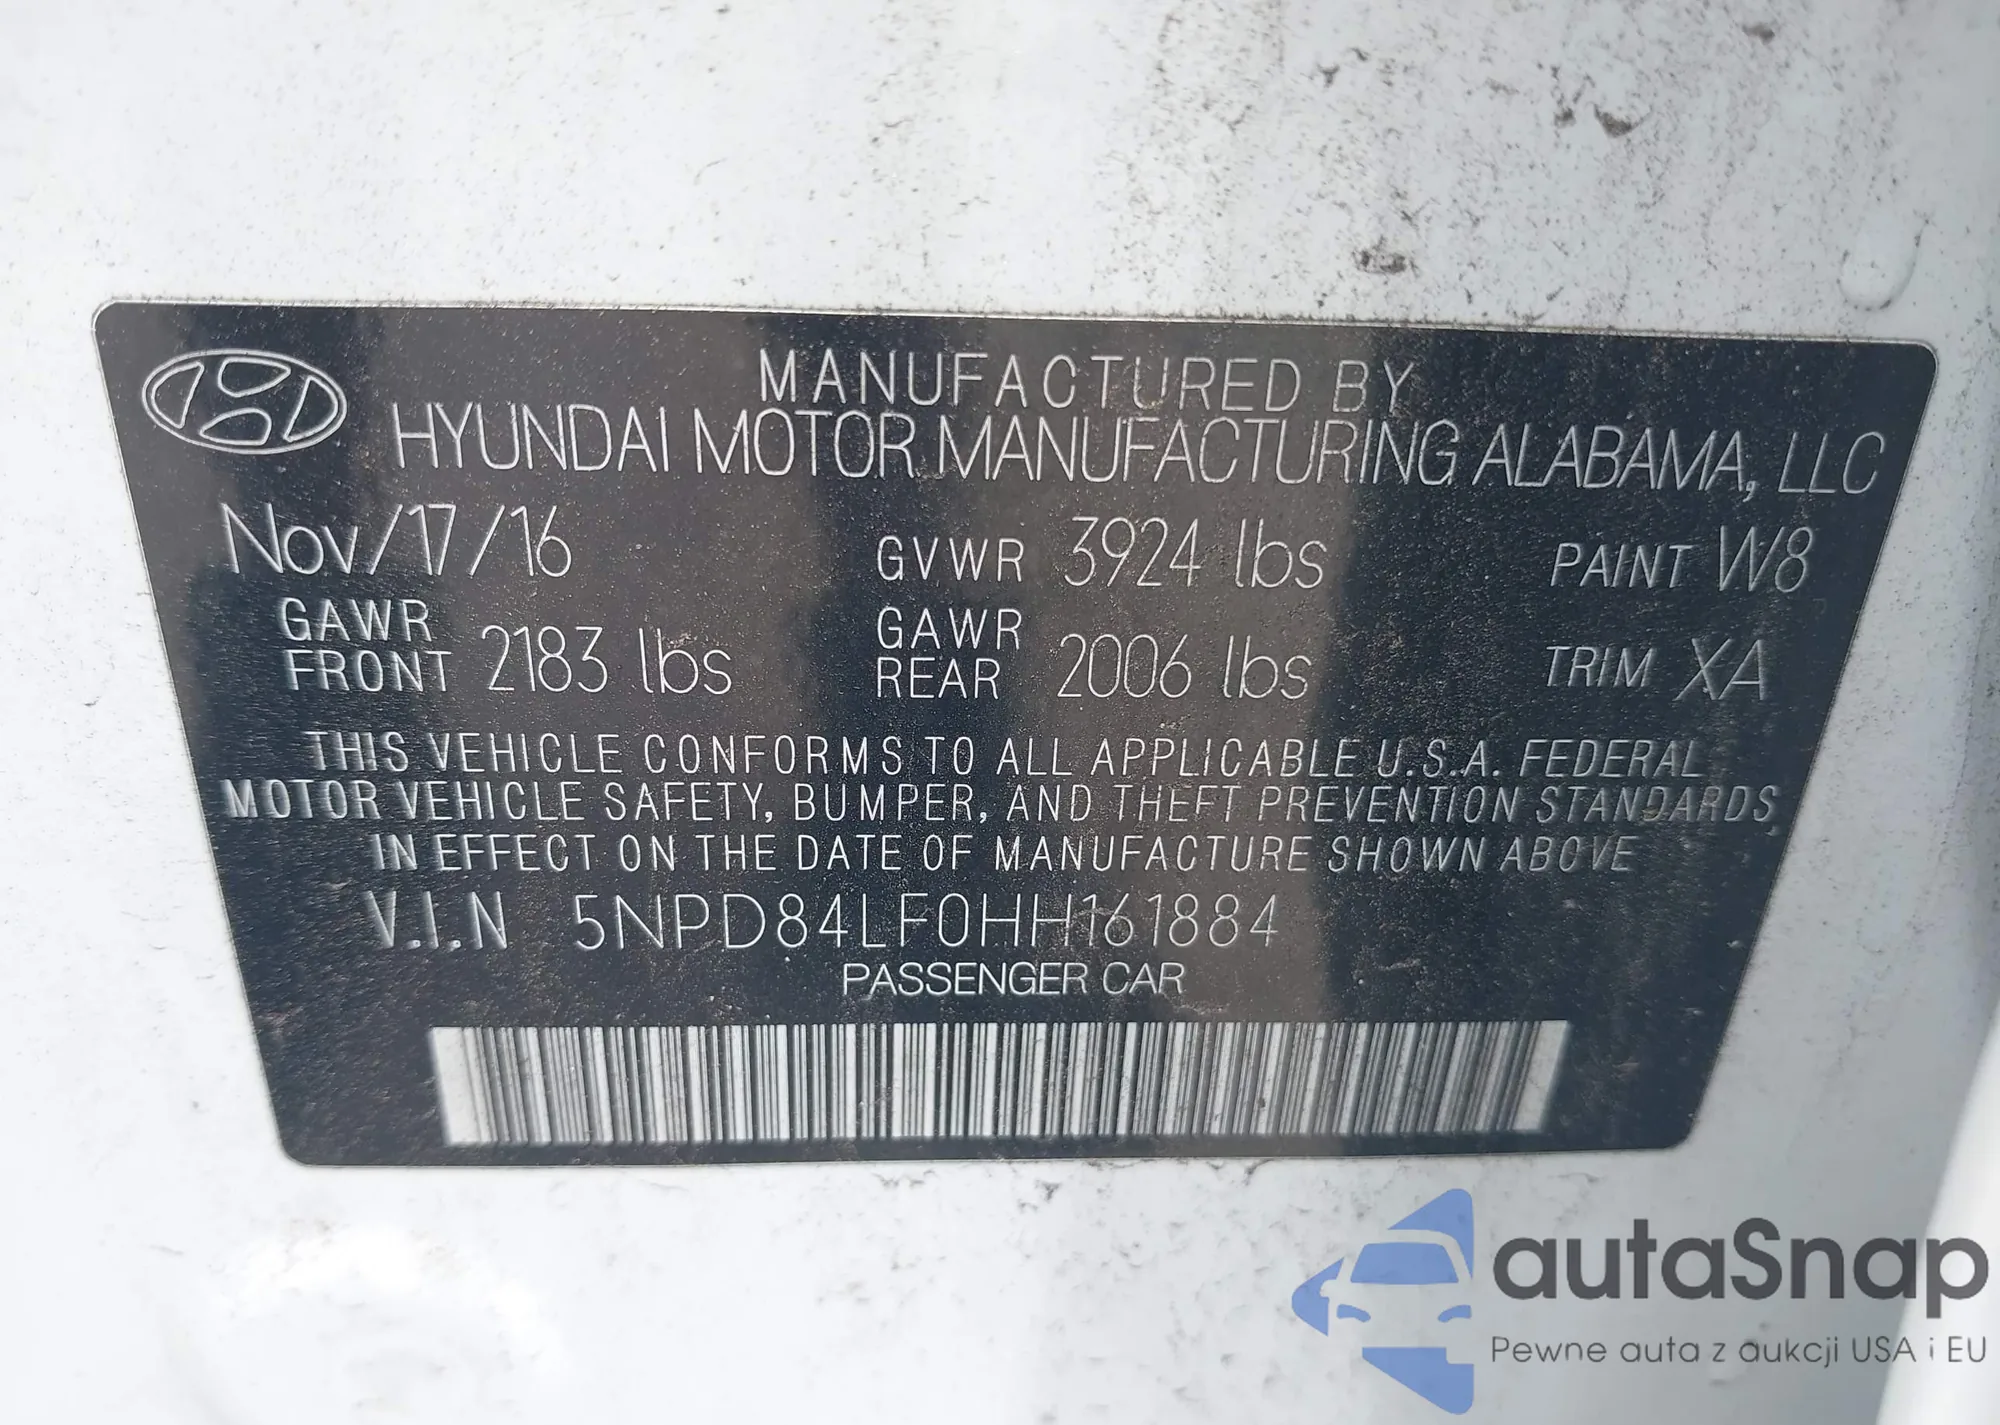 MANUFACTURED BY
HYUNDAI MOTOR MANUFACTURING ALABAMA, LLC
Nov/17/16 GVWR 3924 lbs PAINT W8
GAWR FRONT 2183 lbs GAWR REAR 2006 lbs TRIM XA
THIS VEHICLE CONFORMS TO ALL APPLICABLE U.S.A. FEDERAL
MOTOR VEHICLE SAFETY, BUMPER, AND THEFT PREVENTION STANDARDS
IN EFFECT ON THE DATE OF MANUFACTURE SHOWN ABOVE
V.I.N 5NPD84LF0HH161884
PASSENGER CAR
autaSnap
Pewne auta z aukcji USA i EU